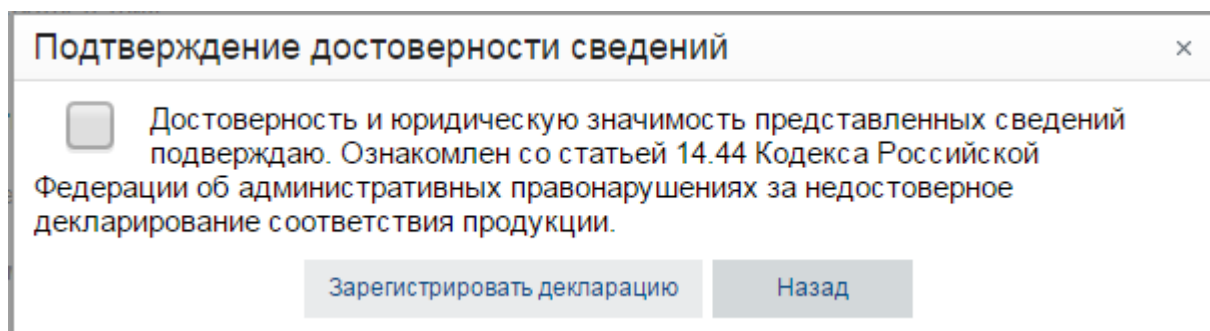 Подтверждение достоверности сведений
×
Достоверность и юридическую значимость представленных сведений
подверждаю. Ознакомлен со статьей 14.44 Кодекса Российской
Федерации об административных правонарушениях за недостоверное
декларирование соответствия продукции.
Зарегистрировать декларацию
Назад